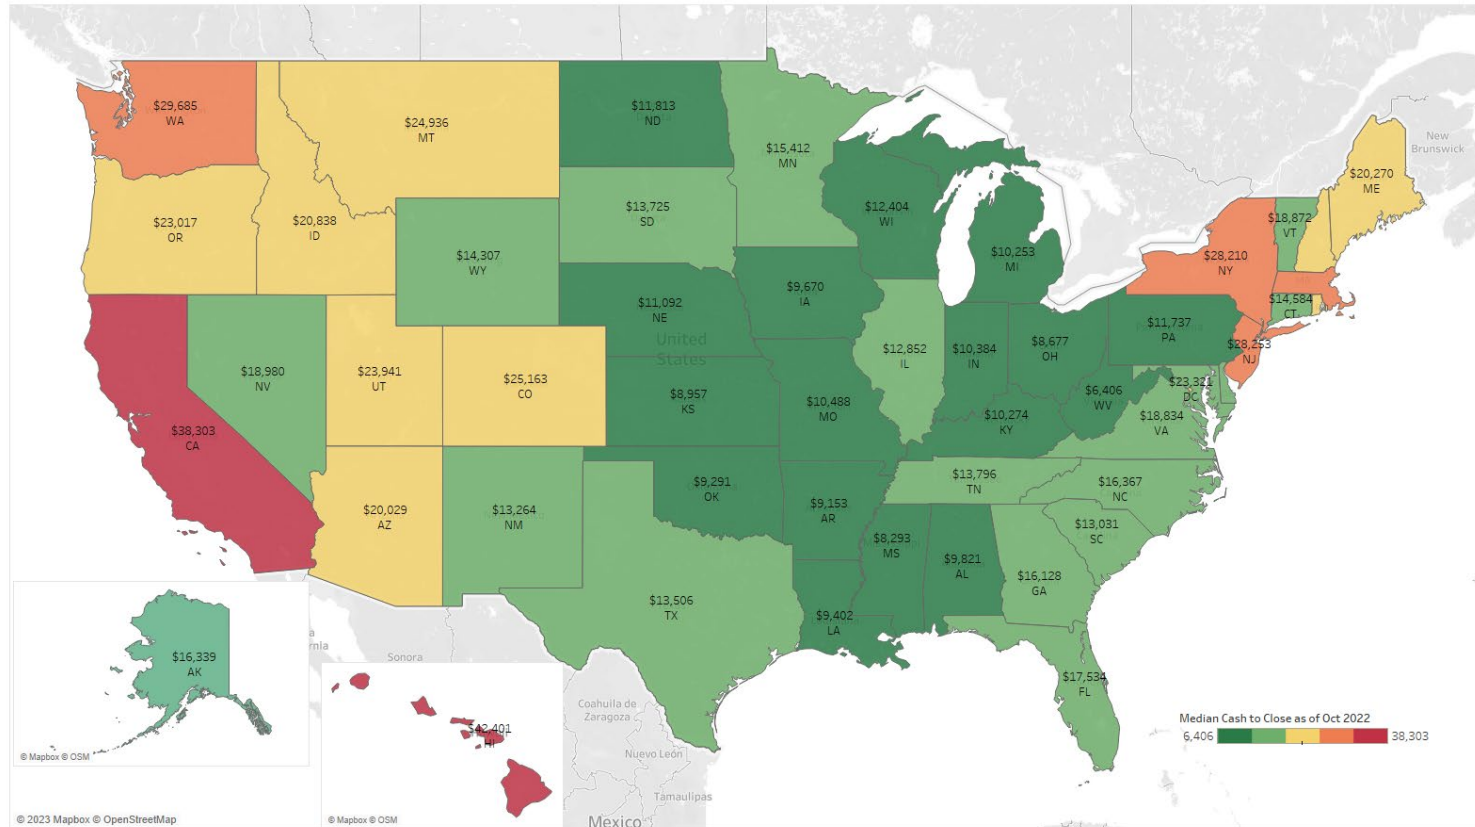 $29,685
WA
$24,936
MT
$11,813
ND
$15,412
MN
New
Brunswick
$20,270
ME
$23,017
OR
$20,838
ID
$14,307
WY
$13,725
SD
$12,404
WI
$10,253
MI
$18,872
VT
$28,210
NY
$14,584
CT
$11,092
NE
$9,670
IA
United
States
$11,737
PA
$28,253
NJ
$18,980
NV
$23,941
UT
$25,163
CO
$8,957
KS
$10,488
MO
$12,852
IL
$10,384
IN
$8,677
OH
$6,406
WV
$23,321
DC
$18,834
VA
$10,274
KY
$38,303
CA
$20,029
AZ
$13,264
NM
$9,291
OK
$9,153
AR
$13,796
TN
$16,367
NC
$13,031
SC
$8,293
MS
$9,821
AL
$16,128
GA
$13,506
TX
$9,402
LA
$17,534
FL
$16,339
AK
© Mapbox © OSM
Sonora
$42,401
HI
© Mapbox © OSM
Coahuila de
Zaragoza
Nuevo León
Tamaulipas
Mexico
Median Cash to Close as of Oct 2022
6,406
38,303
© 2023 Mapbox © OpenStreetMap